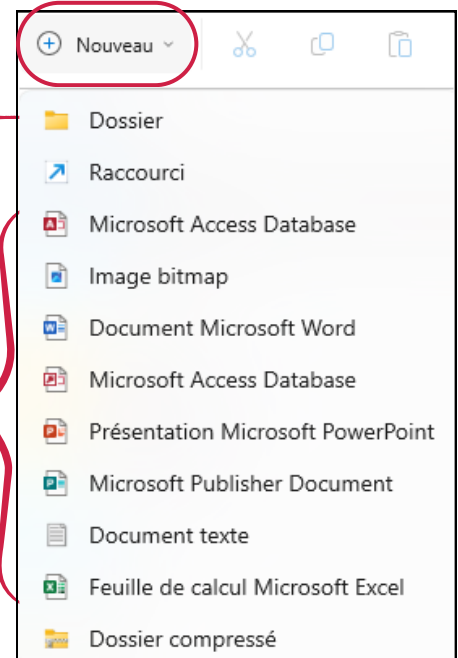 Nouveau
Dossier
Raccourci
Microsoft Access Database
Image bitmap
Document Microsoft Word
Microsoft Access Database
Présentation Microsoft PowerPoint
Microsoft Publisher Document
Document texte
Feuille de calcul Microsoft Excel
Dossier compressé